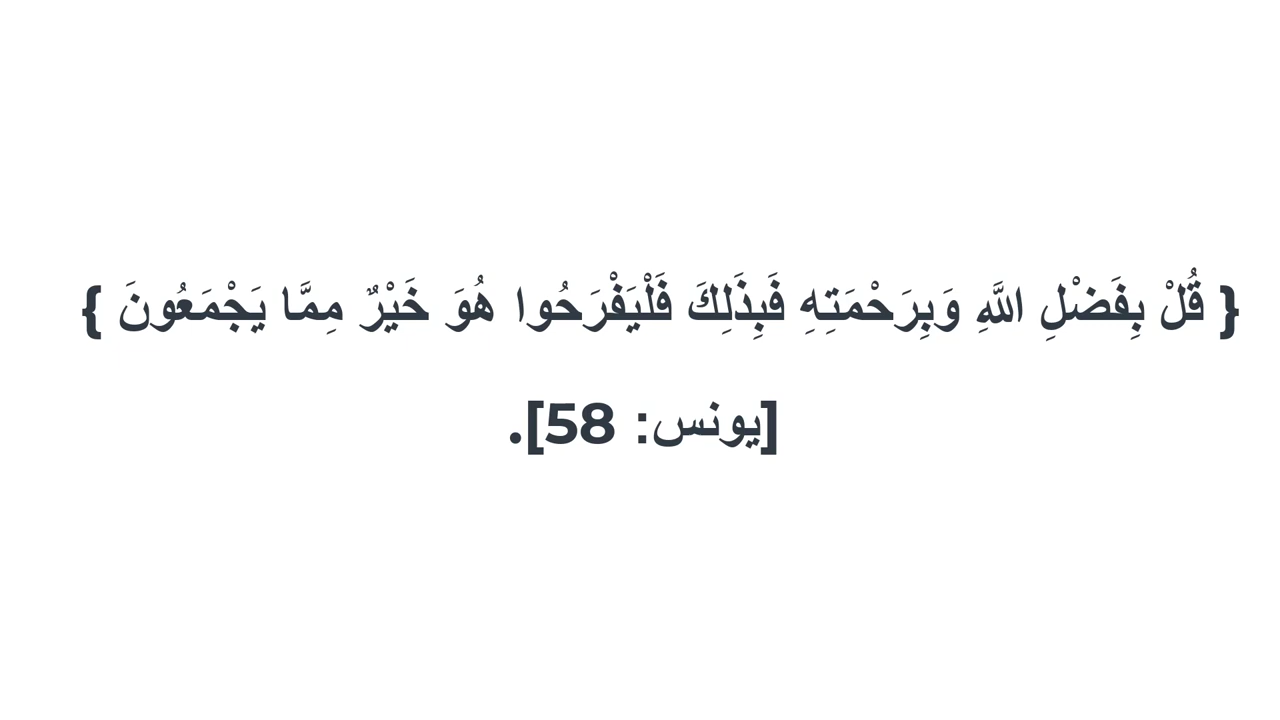 { قُلْ بِفَضْلِ اللَّهِ وَبِرَحْمَتِهِ فَبِذَلِكَ فَلْيَفْرَحُوا هُوَ خَيْرٌ مِمَّا يَجْمَعُونَ }
[يونس: 58].